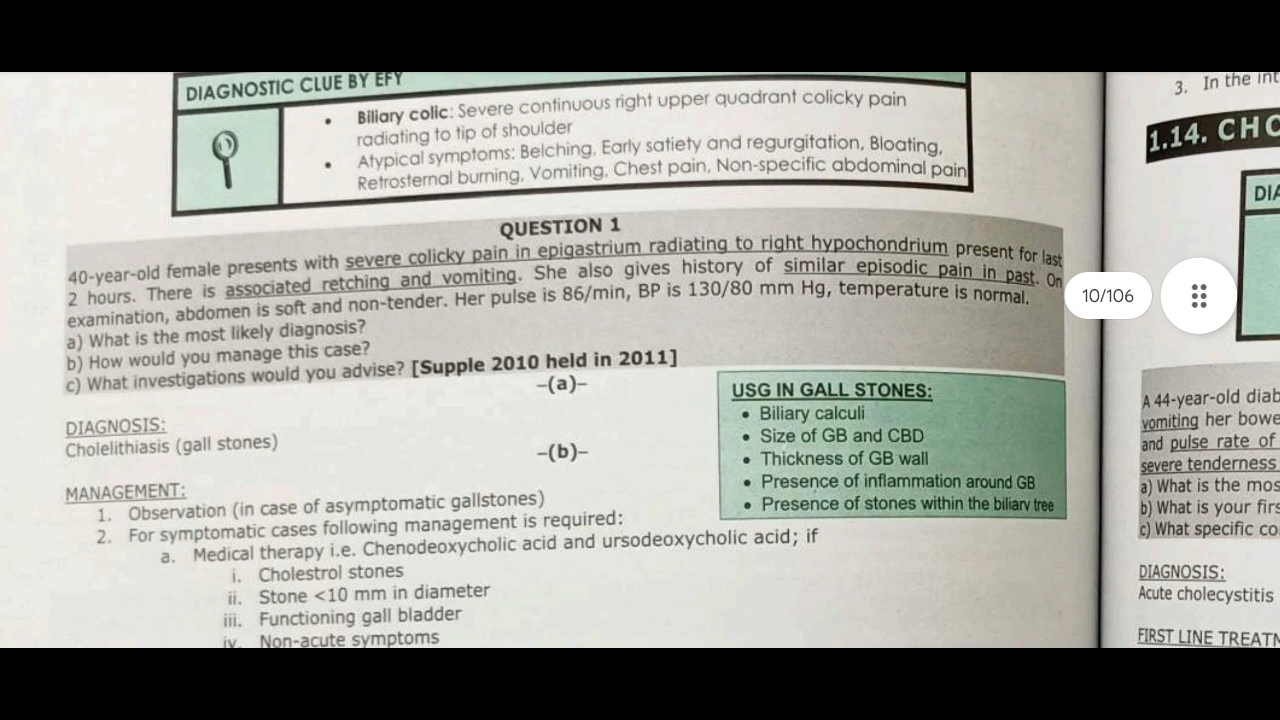 DIAGNOSTIC CLUE BY EFY
• Biliary colic: Severe continuous right upper quadrant colicky pain
radiating to tip of shoulder
• Atypical symptoms: Belching, Early satiety and regurgitation, Bloating,
Retrosternal burning, Vomiting, Chest pain, Non-specific abdominal pain
QUESTION 1
40-year-old female presents with severe colicky pain in epigastrium radiating to right hypochondrium present for last
2 hours. There is associated retching and vomiting. She also gives history of similar episodic pain in past. On
examination, abdomen is soft and non-tender. Her pulse is 86/min, BP is 130/80 mm Hg, temperature is normal.
a) What is the most likely diagnosis?
b) How would you manage this case?
c) What investigations would you advise? [Supple 2010 held in 2011]
–(a)–
DIAGNOSIS:
Cholelithiasis (gall stones)
–(b)–
MANAGEMENT:
1. Observation (in case of asymptomatic gallstones)
2. For symptomatic cases following management is required:
a. Medical therapy i.e. Chenodeoxycholic acid and ursodeoxycholic acid; if
i. Cholestrol stones
ii. Stone <10 mm in diameter
iii. Functioning gall bladder
iv. Non-acute symptoms
USG IN GALL STONES:
• Biliary calculi
• Size of GB and CBD
• Thickness of GB wall
• Presence of inflammation around GB
• Presence of stones within the biliary tree
10/106
3. In the int
1.14. CHO
DIA
A 44-year-old diab
vomiting her bowe
and pulse rate of
severe tenderness
a) What is the mos
b) What is your firs
c) What specific co
DIAGNOSIS:
Acute cholecystitis
FIRST LINE TREATM